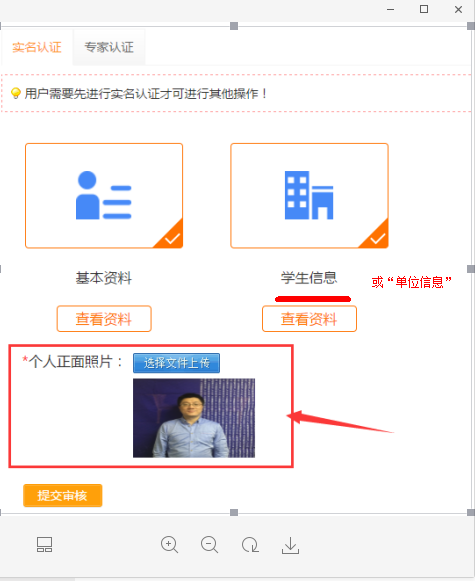 实名认证 专家认证
用户需要先进行实名认证才可进行其他操作！
基本资料 学生信息 或“单位信息”
查看资料 查看资料
*个人正面照片： 选择文件上传
提交审核